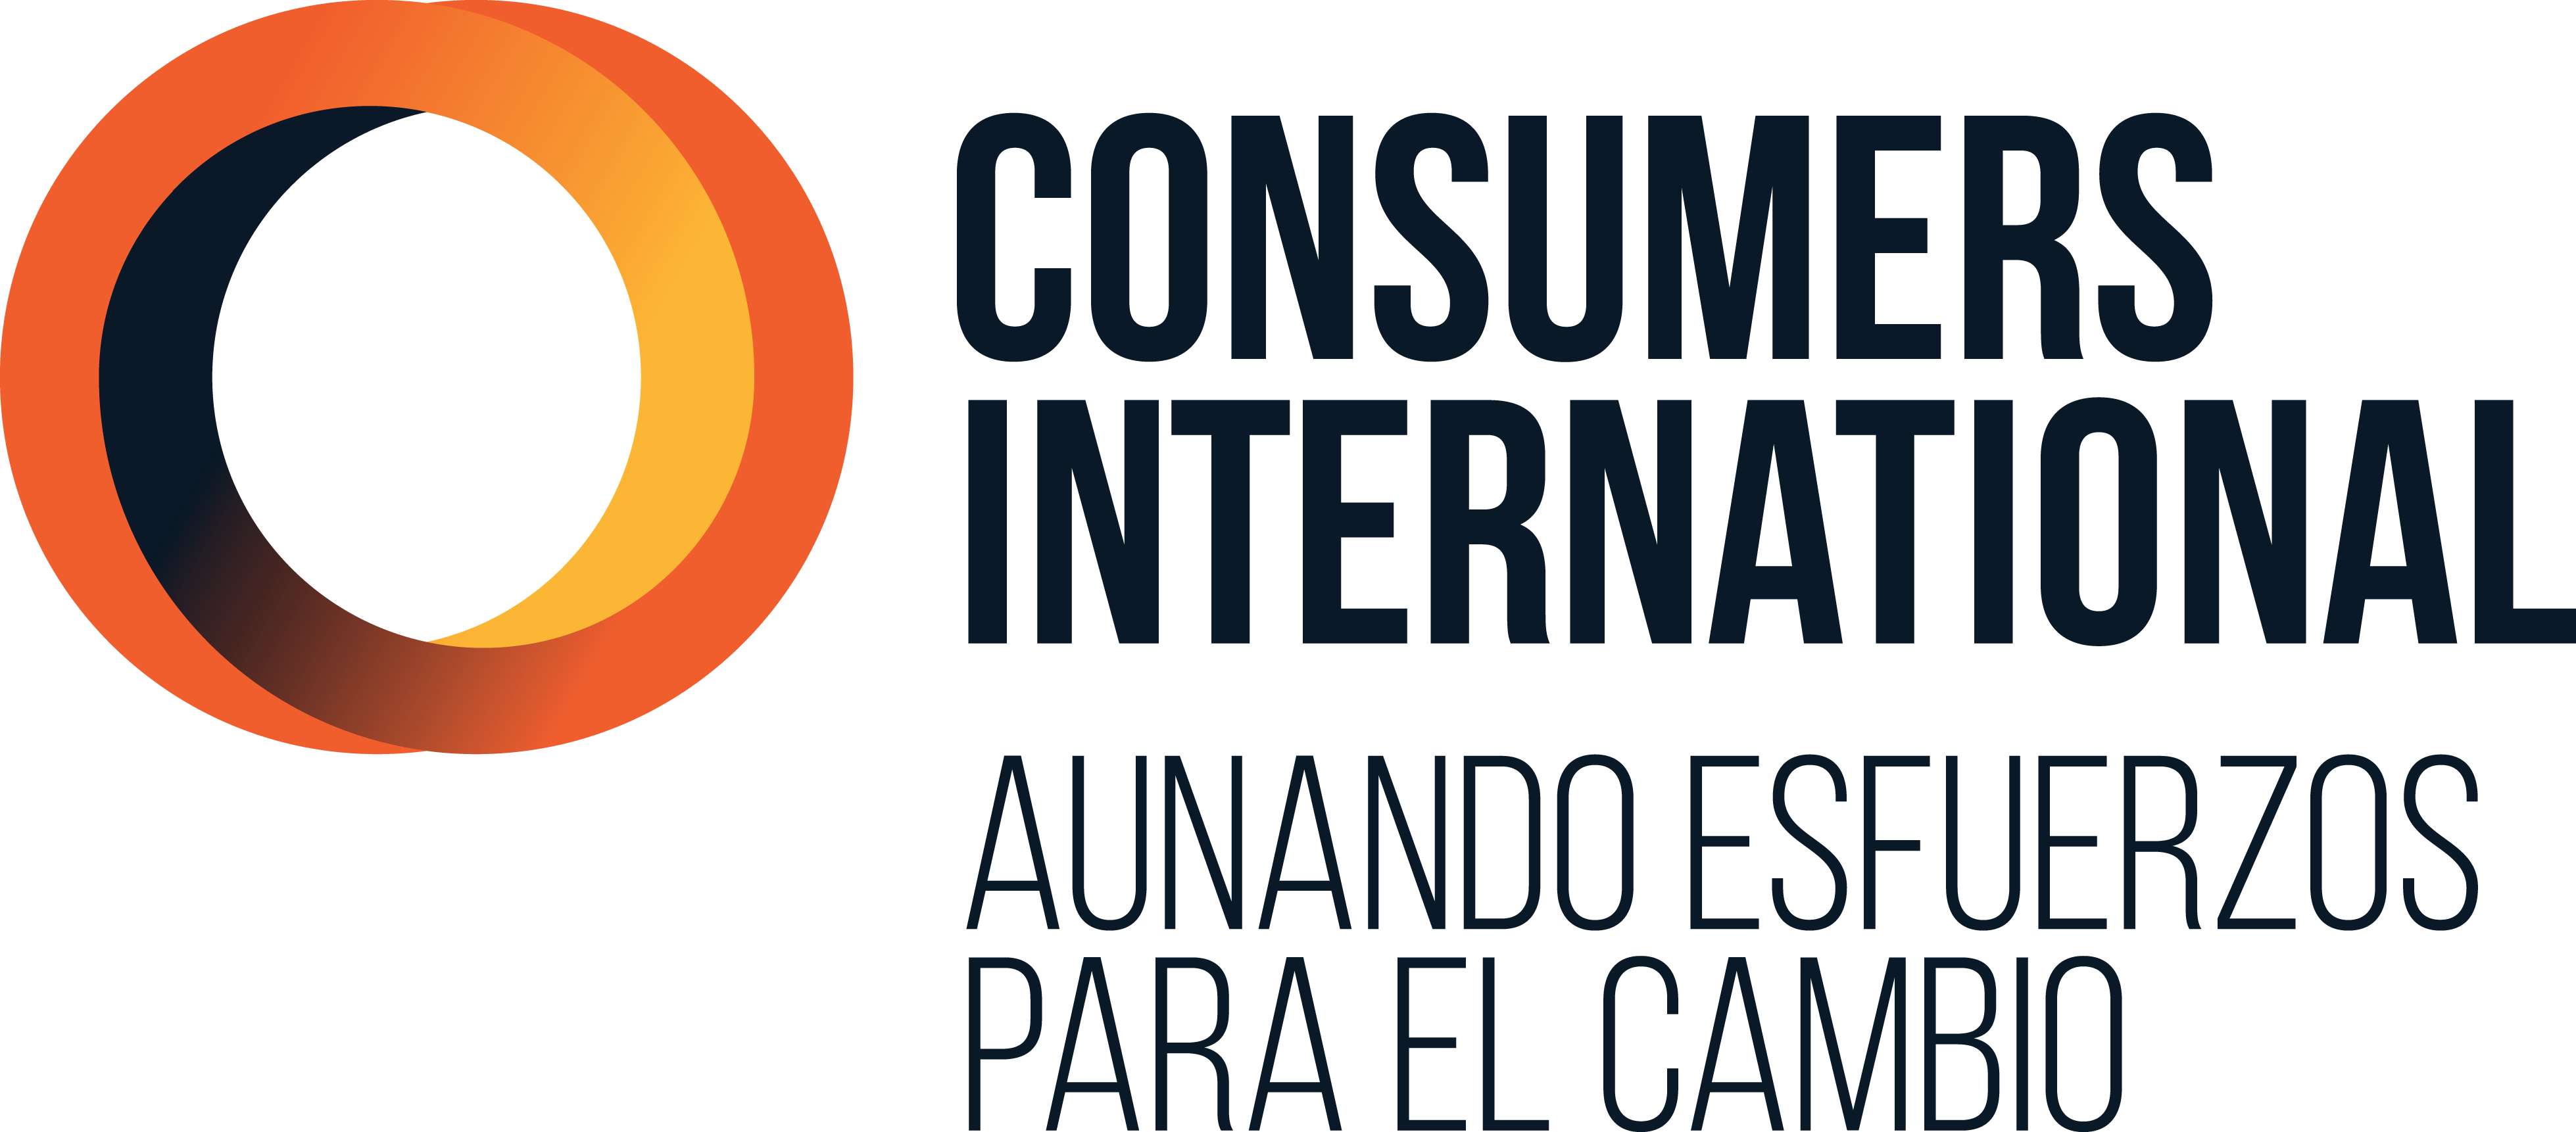 CONSUMERS
INTERNATIONAL
AUNANDO ESFUERZOS
PARA EL CAMBIO